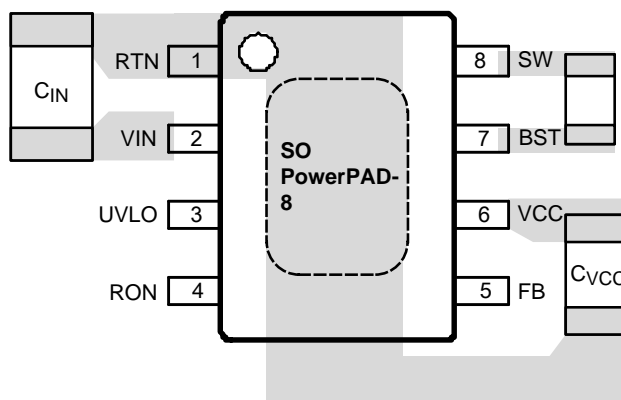 RTN 1 8 SW
CIN
VIN 2 7 BST
SO
PowerPAD-
8
UVLO 3 6 VCC
CVCC
RON 4 5 FB